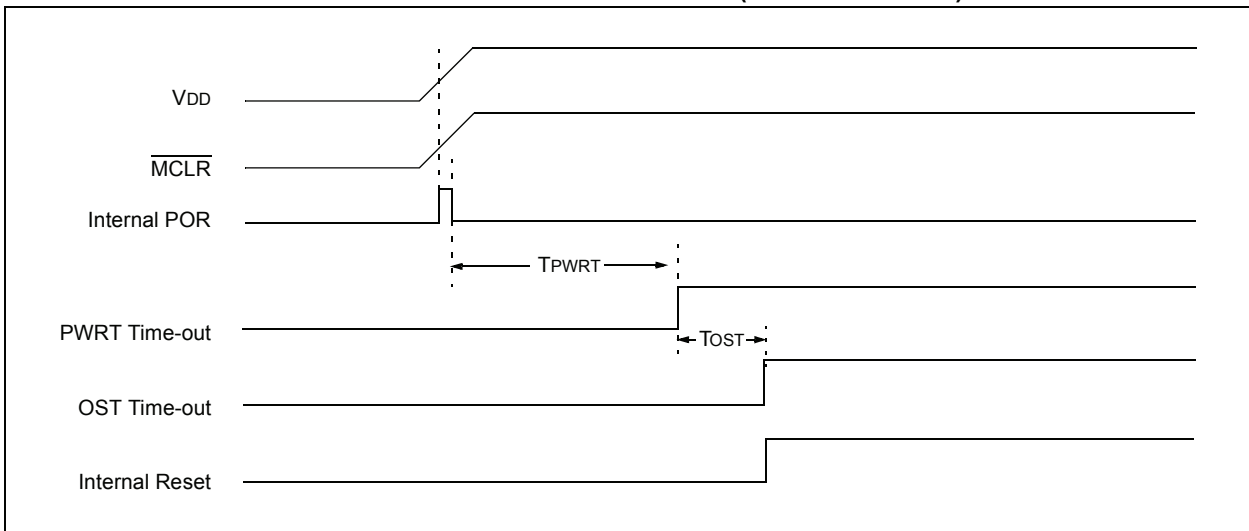 VDD
MCLR
Internal POR
TPWRT
PWRT Time-out
TOST
OST Time-out
Internal Reset